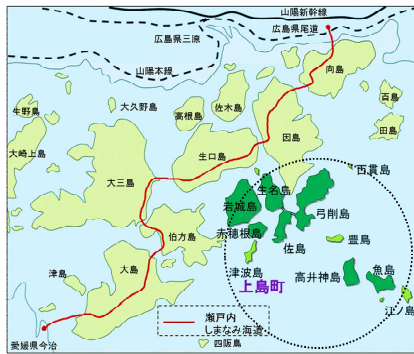 山陽新幹線
広島県三原
広島県尾道
山陽本線
向島
百島
田島
大久野島
高根島
佐木島
因島
生野島
大崎上島
生口島
大三島
百貫島
生名島
岩城島
弓削島
赤穂根島
佐島
豊島
伯方島
津波島
高井神島
魚島
上島町
江ノ島
津島
大島
瀬戸内
しまなみ海道
愛媛県今治
四阪島